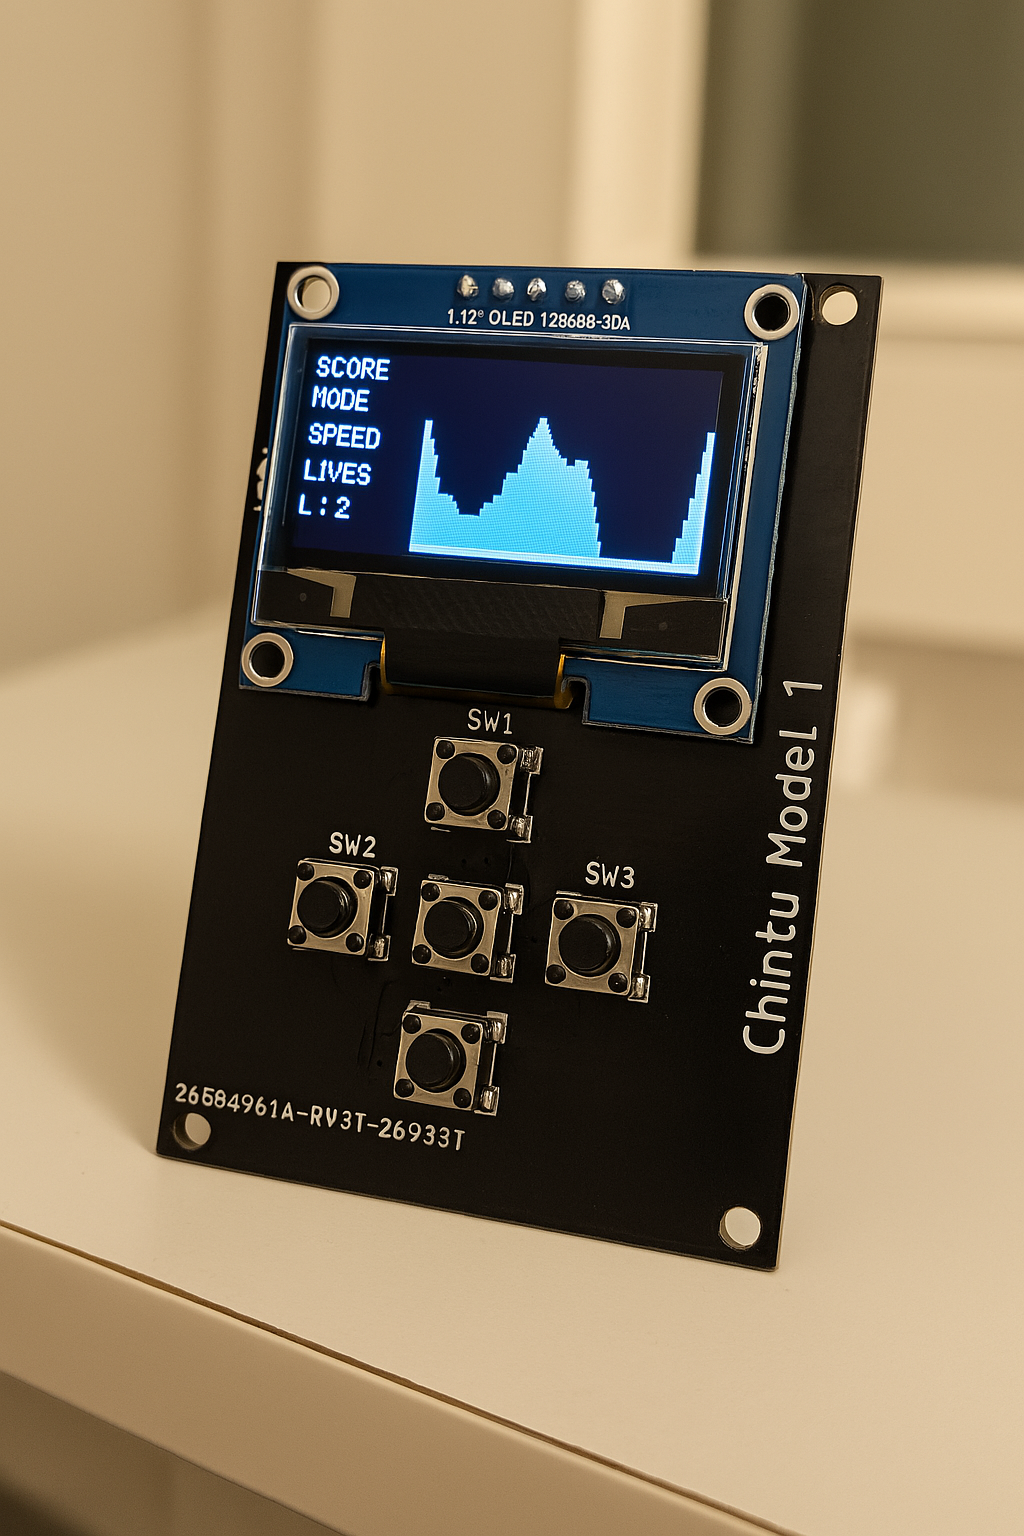 1.12" OLED 128688-3DA
SCORE
MODE
SPEED
LIVES
L:2
SW1
SW2
SW3
Chintu Model 1
26584961A-RV3T-26933T